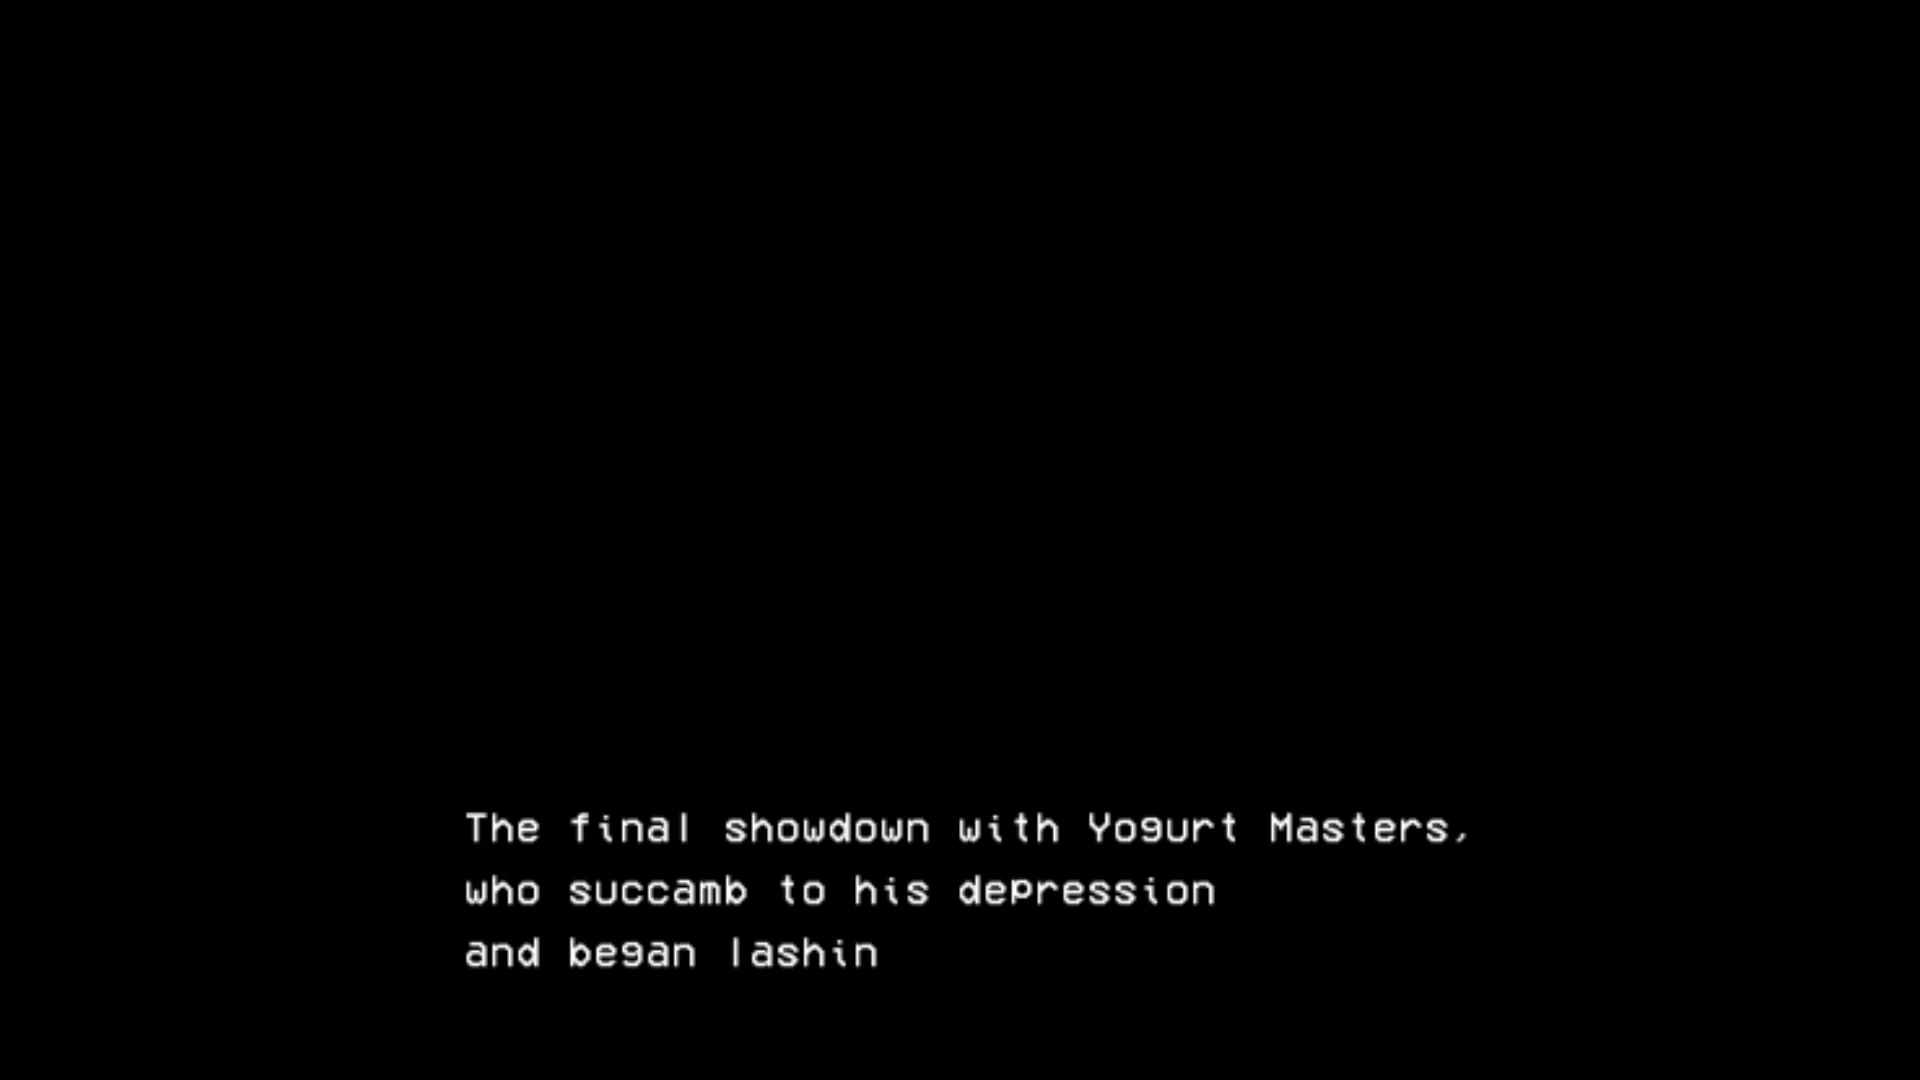 The final showdown with Yogurt Masters,
who succamb to his depression
and began lashin